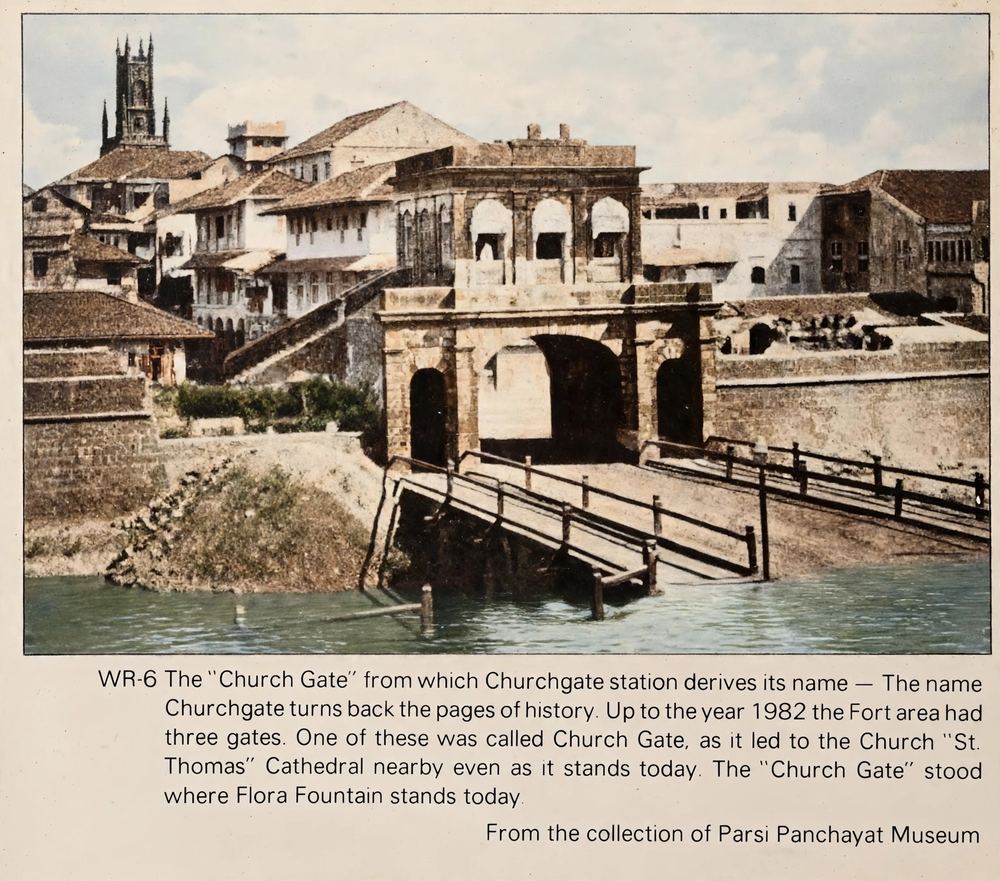 WR-6 The "Church Gate" from which Churchgate station derives its name — The name
Churchgate turns back the pages of history. Up to the year 1982 the Fort area had
three gates. One of these was called Church Gate, as it led to the Church "St.
Thomas" Cathedral nearby even as it stands today. The "Church Gate" stood
where Flora Fountain stands today.
From the collection of Parsi Panchayat Museum